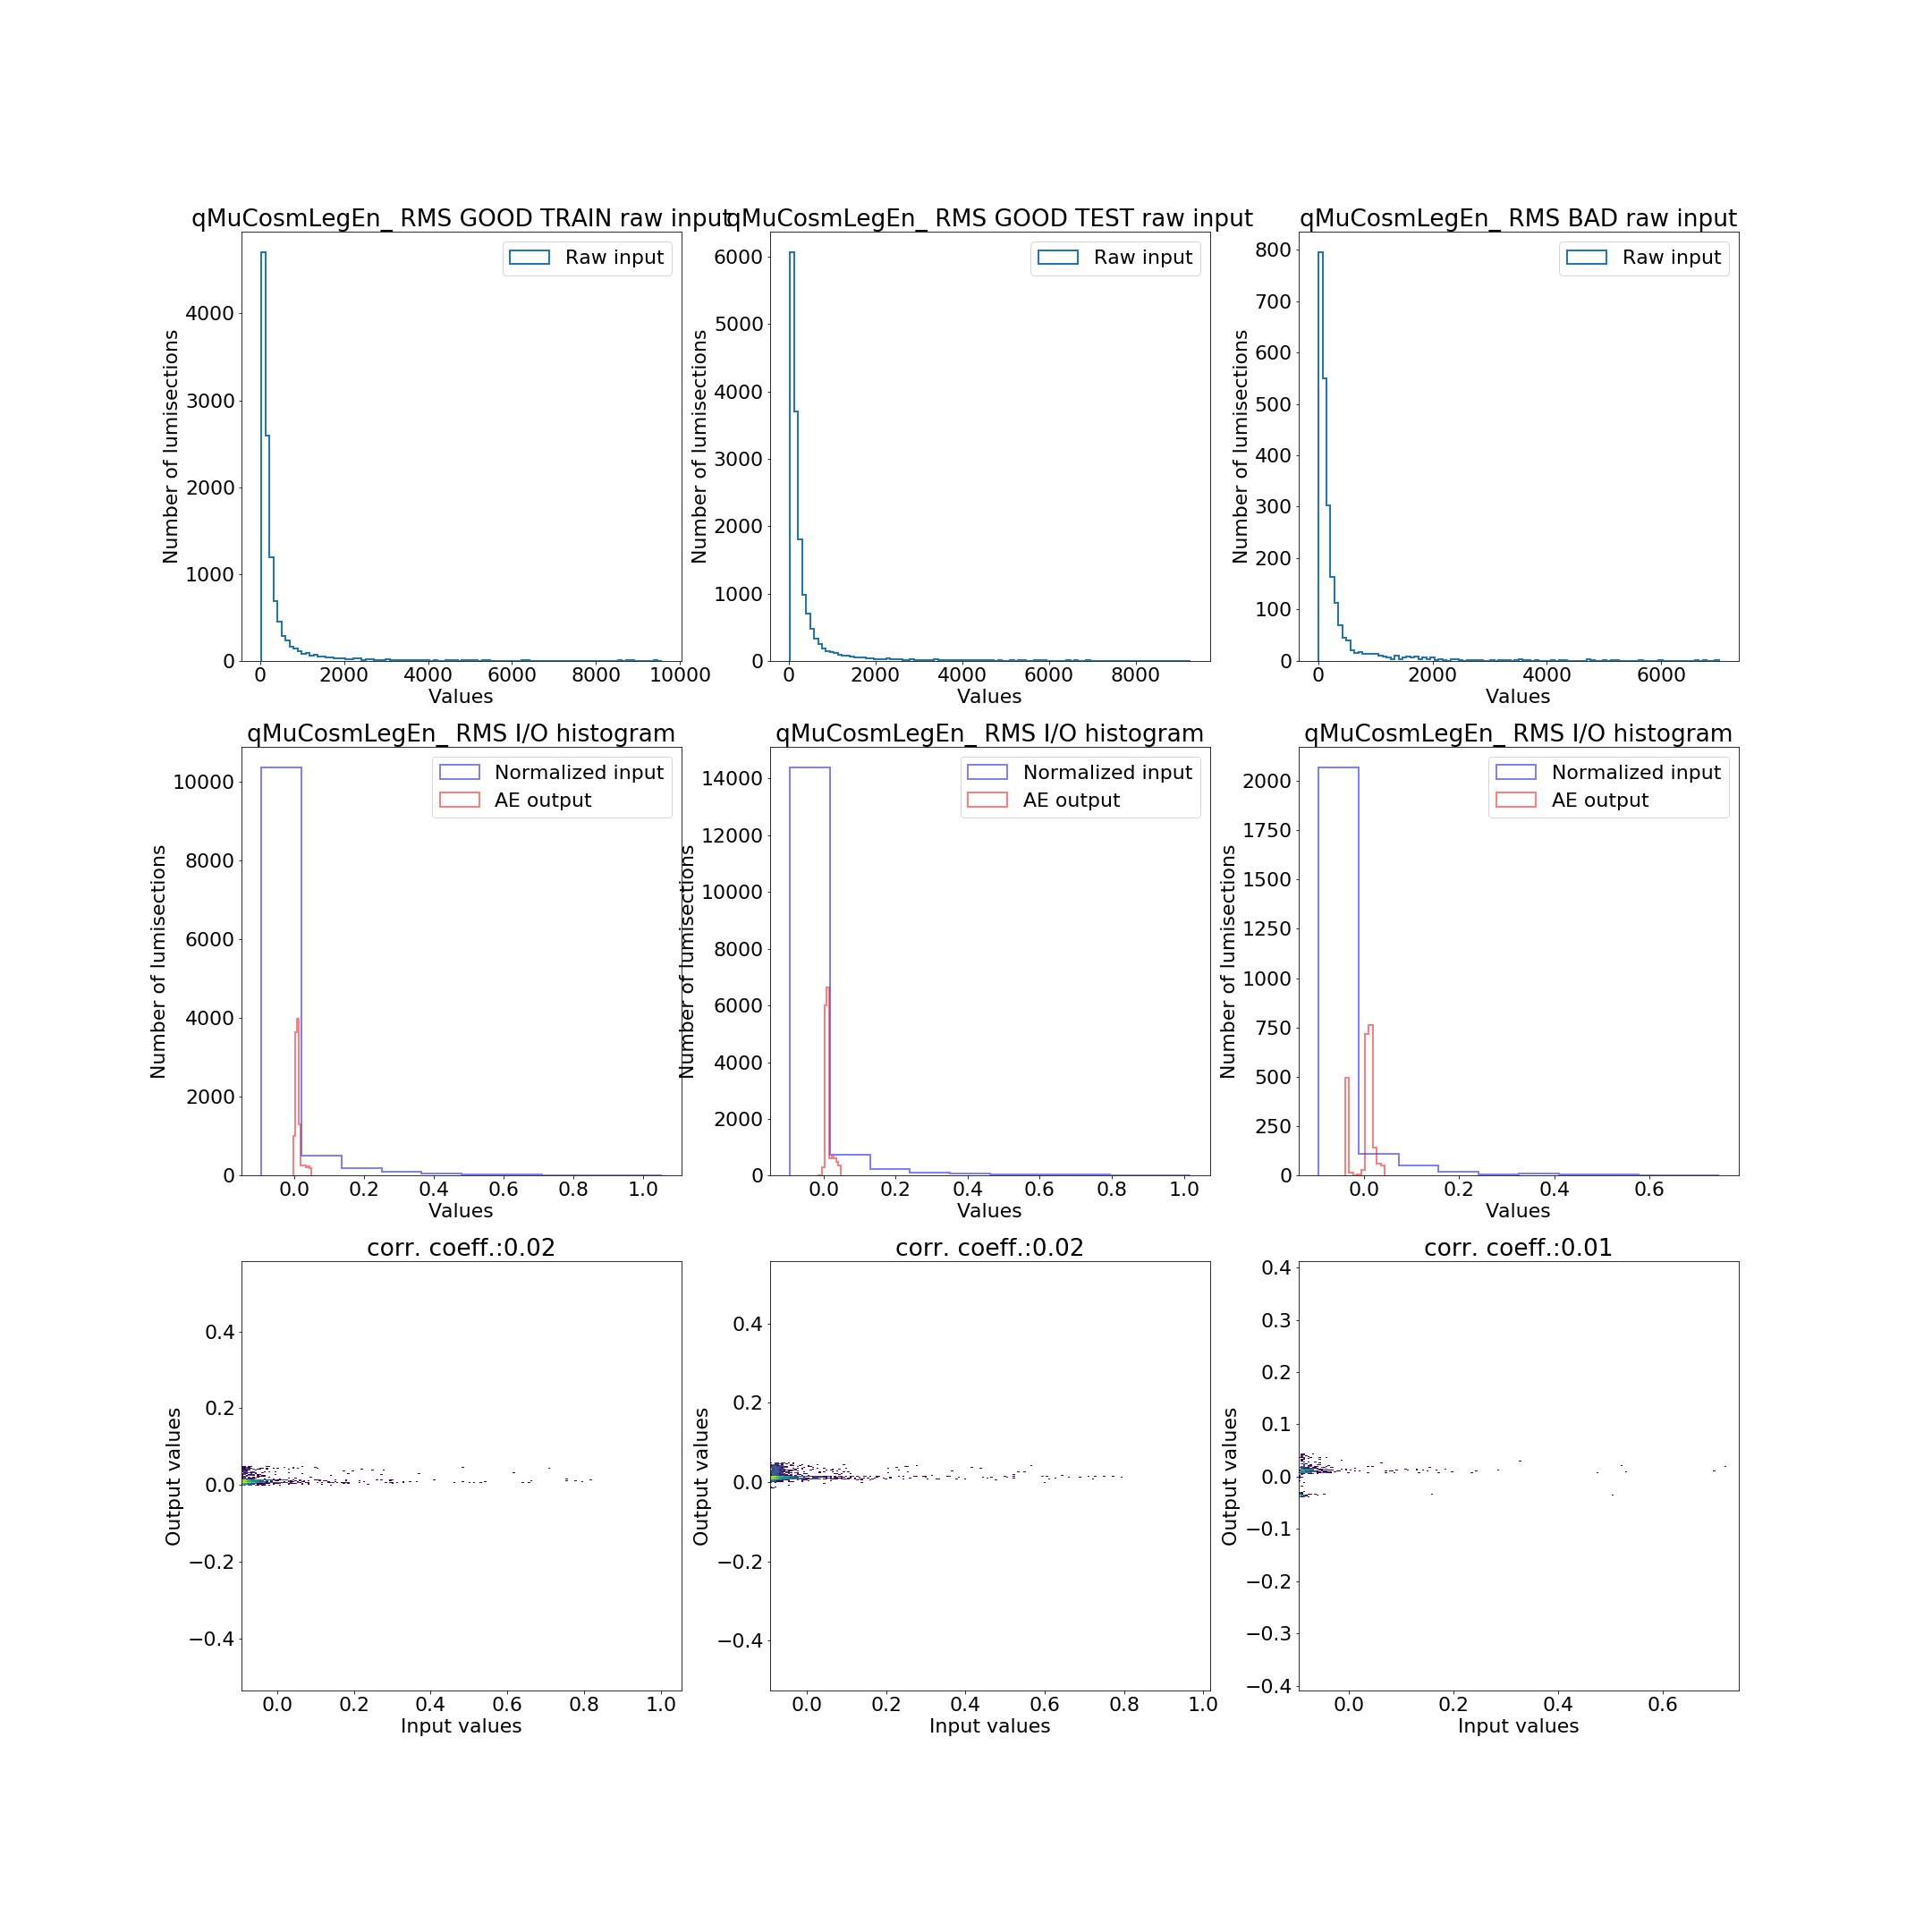 qMuCosmLegEn_ RMS GOOD TRAIN raw input
qMuCosmLegEn_ RMS GOOD TEST raw input
qMuCosmLegEn_ RMS BAD raw input
Number of lumisections
4000
3000
2000
1000
0
Raw input
0 2000 4000 6000 8000 10000
Values
Number of lumisections
6000
5000
4000
3000
2000
1000
0
Raw input
0 2000 4000 6000 8000
Values
Number of lumisections
800
700
600
500
400
300
200
100
0
Raw input
0 2000 4000 6000
Values
qMuCosmLegEn_ RMS I/O histogram
qMuCosmLegEn_ RMS I/O histogram
qMuCosmLegEn_ RMS I/O histogram
Number of lumisections
10000
8000
6000
4000
2000
0
Normalized input
AE output
0.0 0.2 0.4 0.6 0.8 1.0
Values
Number of lumisections
14000
12000
10000
8000
6000
4000
2000
0
Normalized input
AE output
0.0 0.2 0.4 0.6 0.8 1.0
Values
Number of lumisections
2000
1750
1500
1250
1000
750
500
250
0
Normalized input
AE output
0.0 0.2 0.4 0.6
Values
corr. coeff.:0.02
corr. coeff.:0.02
corr. coeff.:0.01
Output values
0.4
0.2
0.0
−0.2
−0.4
0.0 0.2 0.4 0.6 0.8 1.0
Input values
Output values
0.4
0.2
0.0
−0.2
−0.4
0.0 0.2 0.4 0.6 0.8 1.0
Input values
Output values
0.4
0.3
0.2
0.1
0.0
−0.1
−0.2
−0.3
−0.4
0.0 0.2 0.4 0.6
Input values